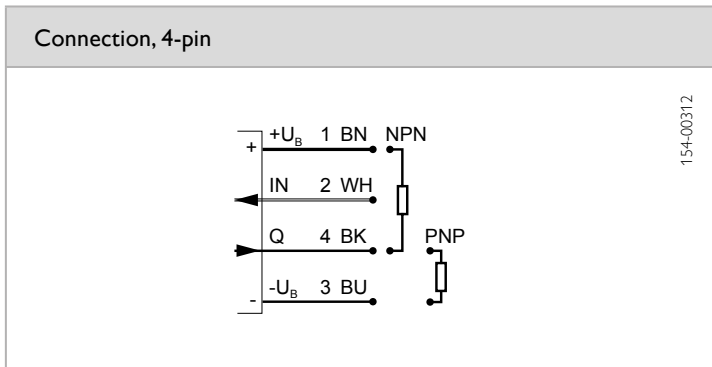 Connection, 4-pin
154-00312
+ +U_B 1 BN NPN
IN 2 WH
Q 4 BK PNP
- -U_B 3 BU